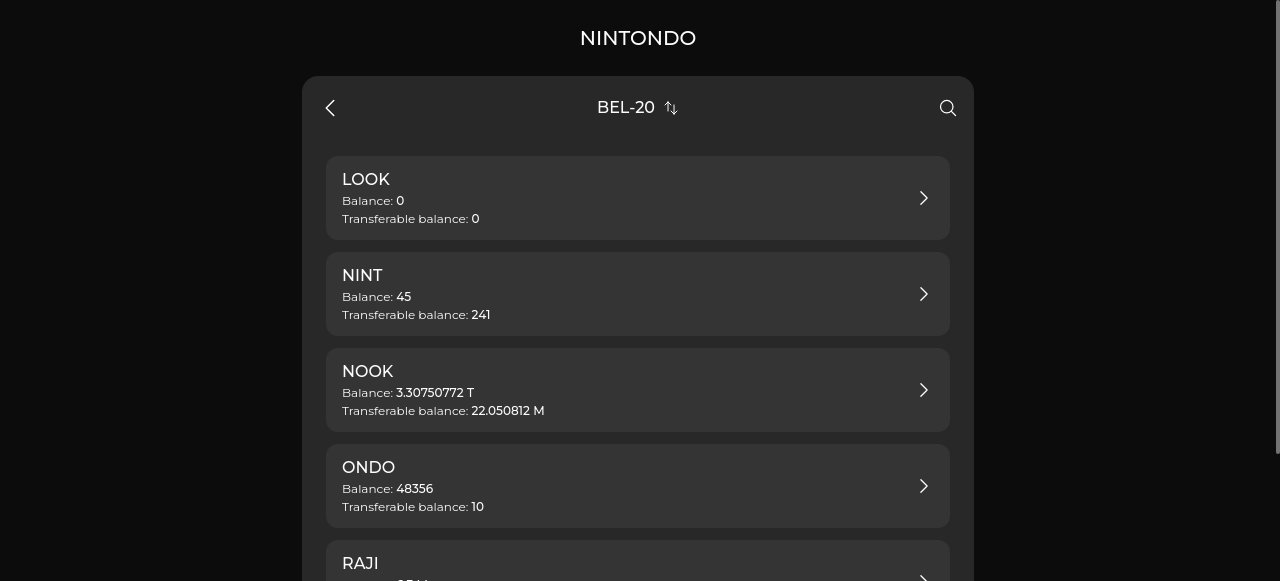 NINTONDO
BEL-20
LOOK
Balance: 0
Transferable balance: 0
NINT
Balance: 45
Transferable balance: 241
NOOK
Balance: 3.30750772 T
Transferable balance: 22.050812 M
ONDO
Balance: 48356
Transferable balance: 10
RAJI